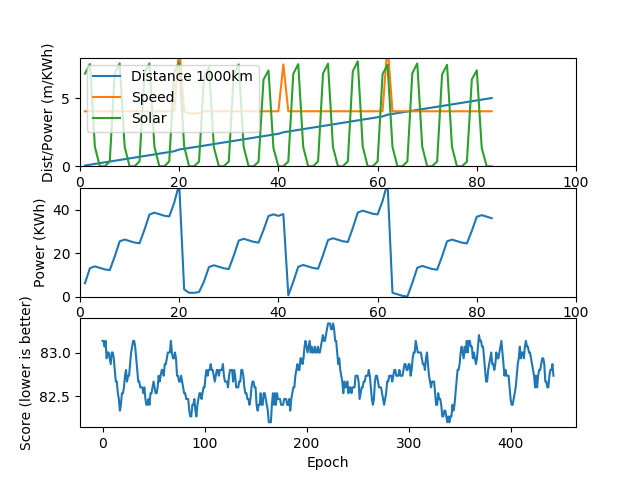 Dist/Power (m/KWh)
5
0
Distance 1000km
Speed
Solar
0 20 40 60 80 100
Power (KWh)
40
20
0
0 20 40 60 80 100
Score (lower is better)
83.0
82.5
0 100 200 300 400
Epoch